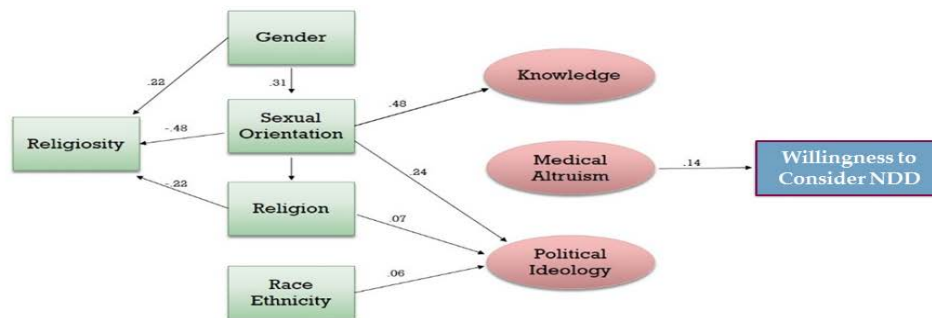 Gender
.22
.31
Knowledge
Religiosity
-.48
Sexual
Orientation
.48
Medical
Altruism
.14
Willingness to
Consider NDD
.24
-.22
Religion
.07
Political
Ideology
Race
Ethnicity
.06